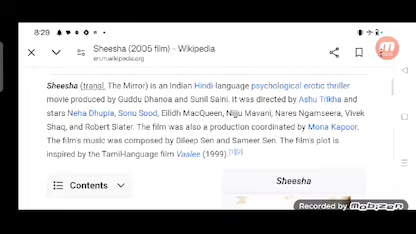 8:29
Sheesha (2005 film) - Wikipedia
en.m.wikipedia.org
Sheesha (transl. The Mirror) is an Indian Hindi-language psychological erotic thriller
movie produced by Guddu Dhanoa and Sunil Saini. It was directed by Ashu Trikha and
stars Neha Dhupia, Sonu Sood, Eilidh MacQueen, Nijju Mavani, Nares Ngamseera, Vivek
Shaq, and Robert Slater. The film was also a production coordinated by Mona Kapoor.
The film's music was composed by Dileep Sen and Sameer Sen. The film's plot is
inspired by the Tamil-language film Vaalee (1999).[1][2]
Contents
Sheesha
Recorded by Mobizen